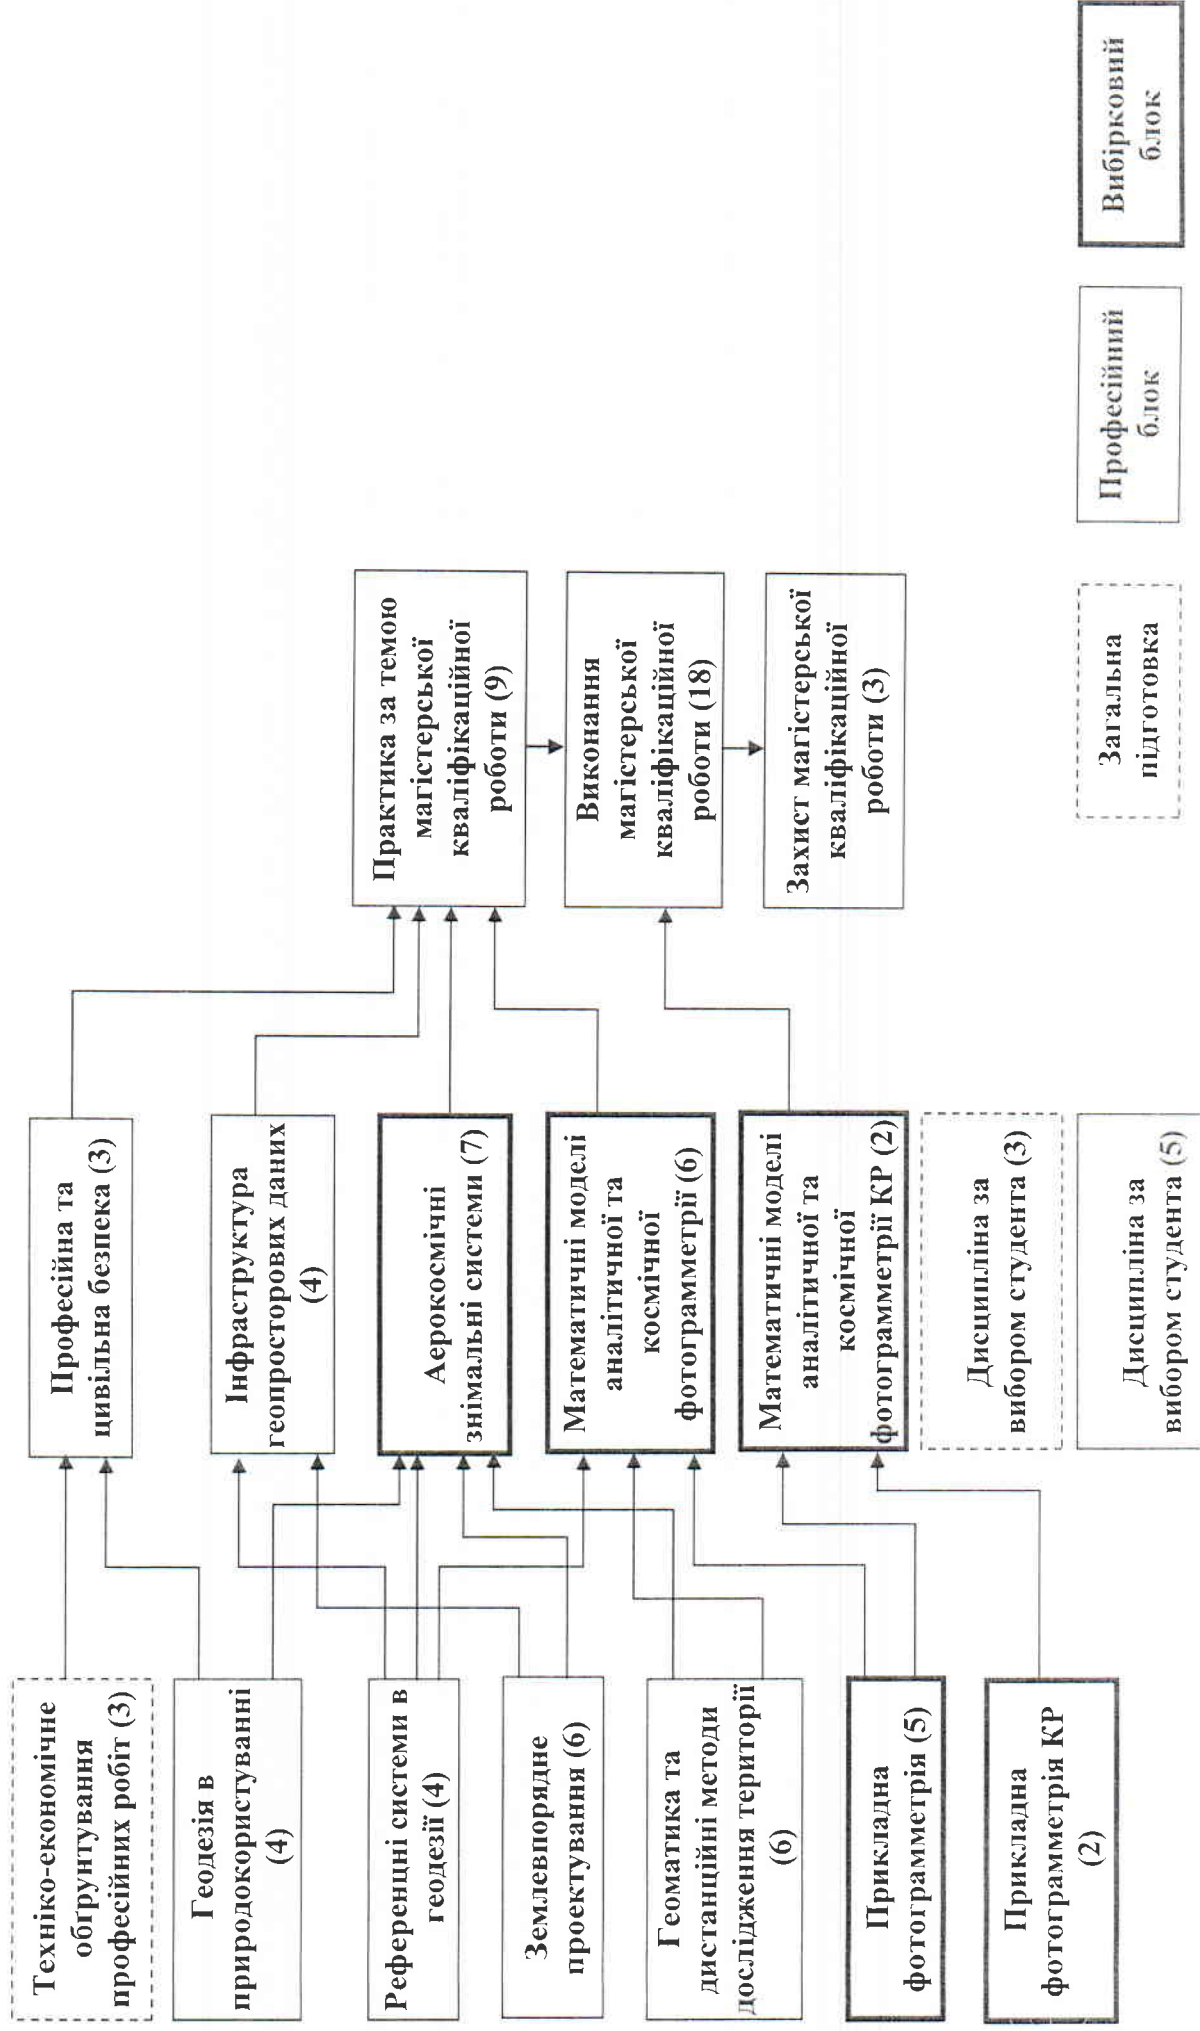 Техніко-економічне
обґрунтування
професійних робіт (3)
Геодезія в
природокористуванні
(4)
Референцні системи в
геодезії (4)
Землевпорядне
проектування (6)
Геоматика та
дистанційні методи
дослідження території
(6)
Прикладна
фотограмметрія (5)
Прикладна
фотограмметрія КР
(2)
Професійна та
цивільна безпека (3)
Інфраструктура
геопросторових даних
(4)
Аерокосмічні
знімальні системи (7)
Математичні моделі
аналітичної та
космічної
фотограмметрії (6)
Математичні моделі
аналітичної та
космічної
фотограмметрії КР (2)
Дисципліна за
вибором студента (3)
Дисципліна за
вибором студента (5)
Практика за темою
магістерської
кваліфікаційної
роботи (9)
Виконання
магістерської
кваліфікаційної
роботи (18)
Захист магістерської
кваліфікаційної
роботи (3)
Загальна
підготовка
Професійний
блок
Вибірковий
блок